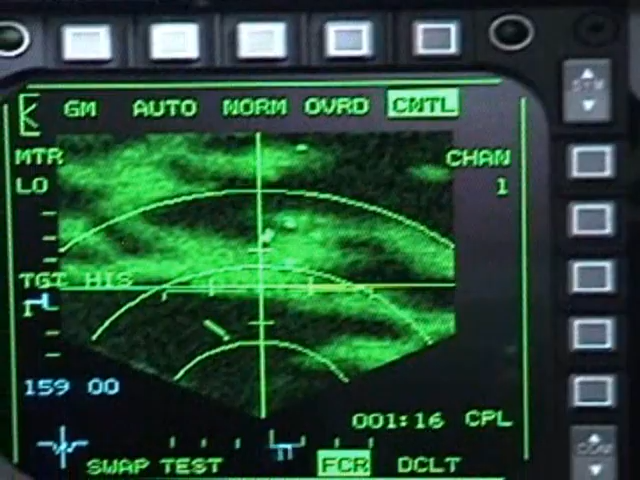 GM AUTO NORM OVRD CNTL
MTR
LO
CHAN
1
TGT HIS
159 00
001:16 CPL
SWAP TEST FCR DCLT